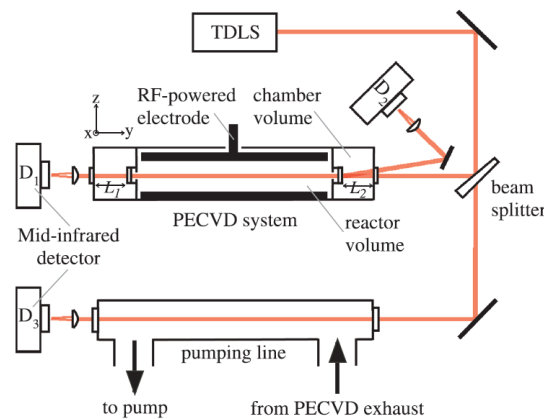 TDLS
RF-powered
electrode
chamber
volume
D2
z
x
y
D1
L1
L2
beam
splitter
PECVD system
reactor
volume
Mid-infrared
detector
D3
pumping line
to pump
from PECVD exhaust